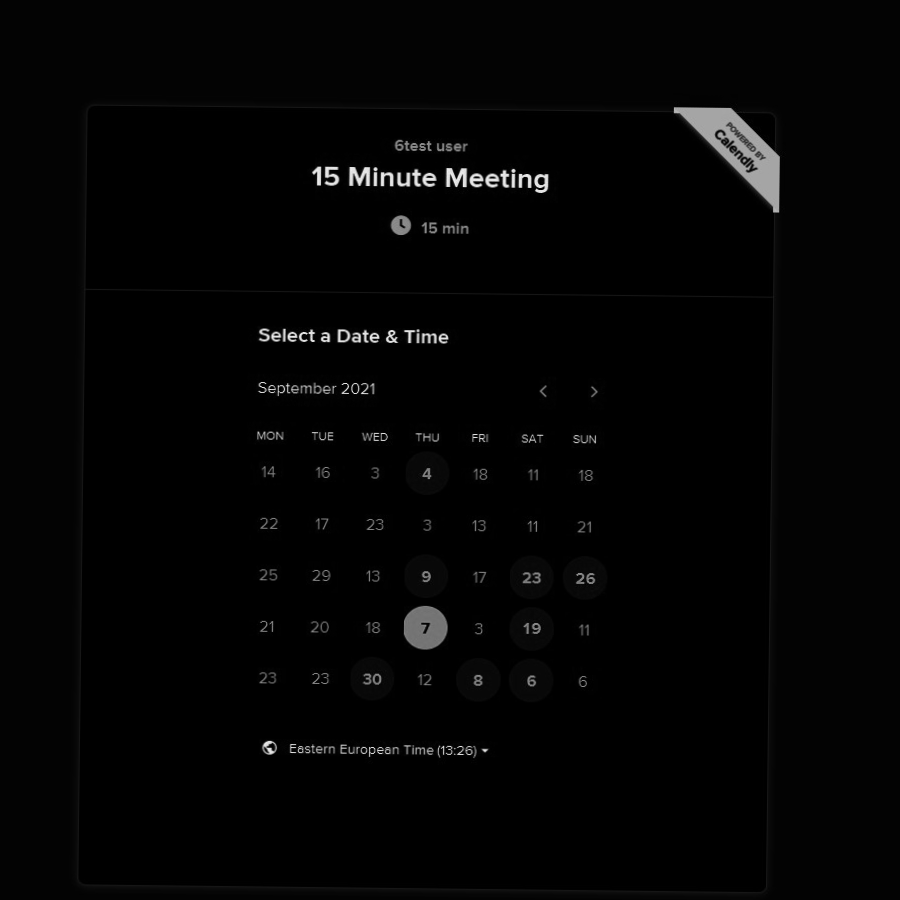 POWERED BY
Calendly
6test user
15 Minute Meeting
15 min
Select a Date & Time
September 2021
MON TUE WED THU FRI SAT SUN
14 16 3 4 18 11 18
22 17 23 3 13 11 21
25 29 13 9 17 23 26
21 20 18 7 3 19 11
23 23 30 12 8 6 6
Eastern European Time (13:26)